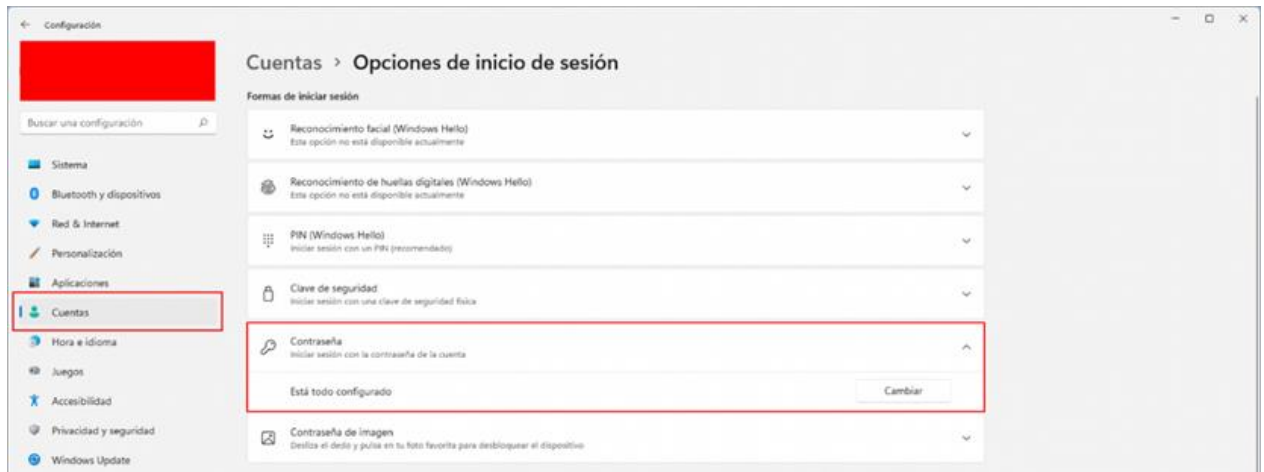 Configuración
Cuentas > Opciones de inicio de sesión
Formas de iniciar sesión
Buscar una configuración
Sistema
Bluetooth y dispositivos
Red & Internet
Personalización
Aplicaciones
Cuentas
Hora e idioma
Juegos
Accesibilidad
Privacidad y seguridad
Windows Update
Reconocimiento facial (Windows Hello)
Esta opción no está disponible actualmente
Reconocimiento de huellas digitales (Windows Hello)
Esta opción no está disponible actualmente
PIN (Windows Hello)
Iniciar sesión con un PIN (recomendado)
Clave de seguridad
Iniciar sesión con una clave de seguridad física
Contraseña
Iniciar sesión con la contraseña de la cuenta
Está todo configurado
Cambiar
Contraseña de imagen
Desliza el dedo y pulsa en tu foto favorita para desbloquear el dispositivo